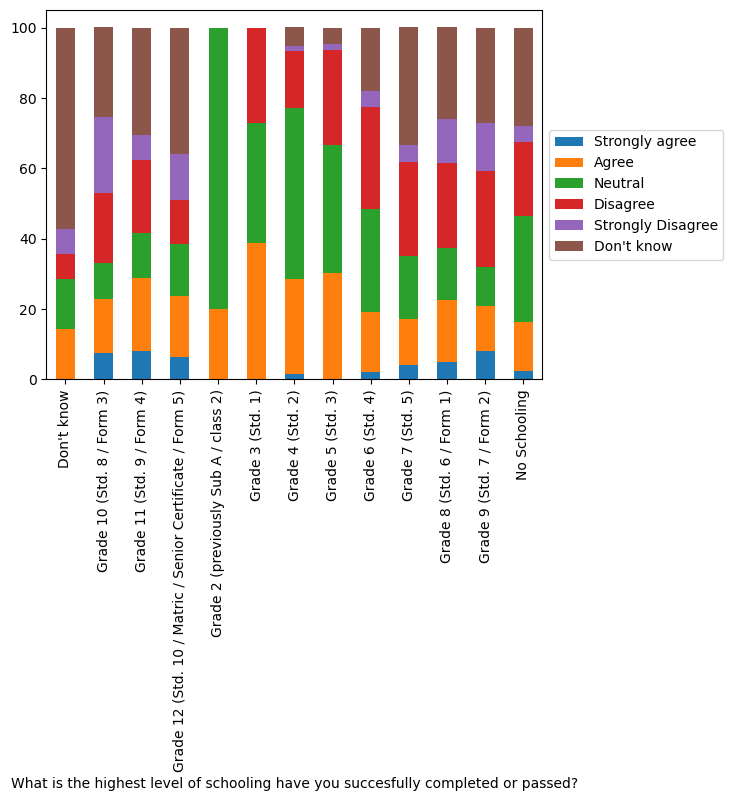 100
80
60
40
20
0
Strongly agree
Agree
Neutral
Disagree
Strongly Disagree
Don't know
Don't know
Grade 10 (Std. 8 / Form 3)
Grade 11 (Std. 9 / Form 4)
Grade 12 (Std. 10 / Matric / Senior Certificate / Form 5)
Grade 2 (previously Sub A / class 2)
Grade 3 (Std. 1)
Grade 4 (Std. 2)
Grade 5 (Std. 3)
Grade 6 (Std. 4)
Grade 7 (Std. 5)
Grade 8 (Std. 6 / Form 1)
Grade 9 (Std. 7 / Form 2)
No Schooling
What is the highest level of schooling have you succesfully completed or passed?